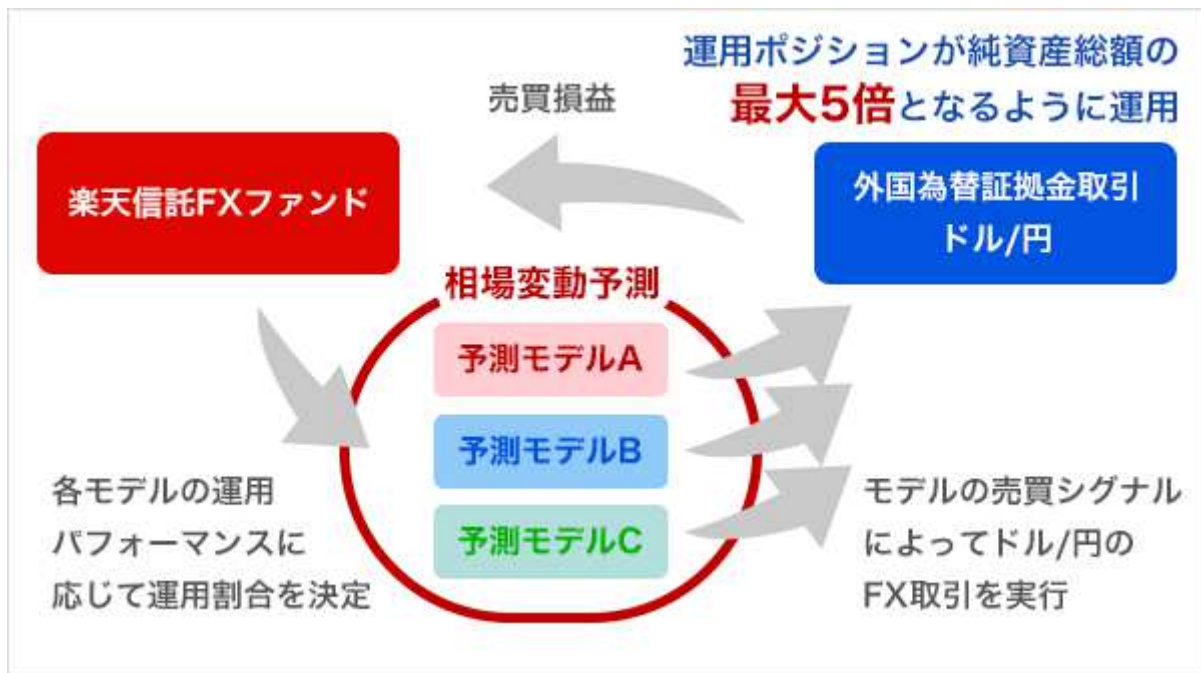 運用ポジションが純資産総額の
最大5倍となるように運用
売買損益
楽天信託FXファンド
外国為替証拠金取引
ドル/円
相場変動予測
予測モデルA
予測モデルB
予測モデルC
各モデルの運用
パフォーマンスに
応じて運用割合を決定
モデルの売買シグナル
によってドル/円の
FX取引を実行